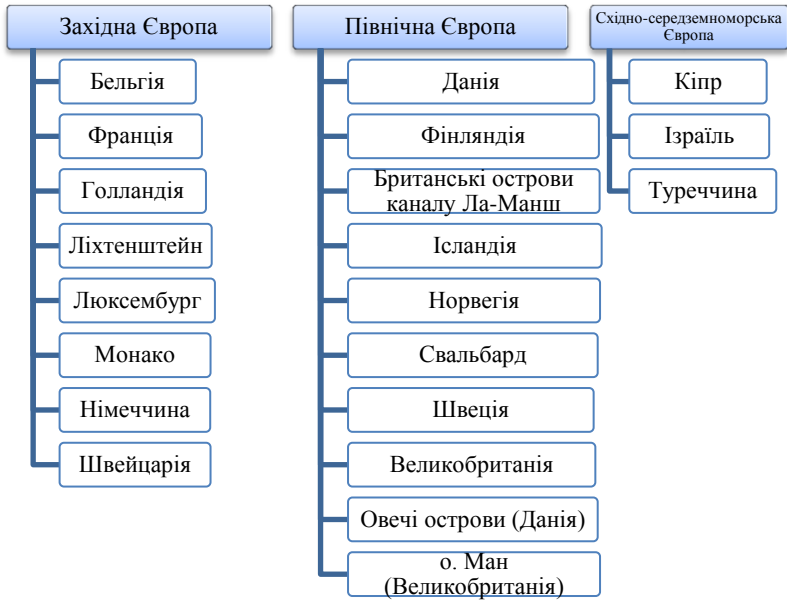 Західна Європа
Бельгія
Франція
Голландія
Ліхтенштейн
Люксембург
Монако
Німеччина
Швейцарія
Північна Європа
Данія
Фінляндія
Британські острови
каналу Ла-Манш
Ісландія
Норвегія
Свальбард
Швеція
Великобританія
Овечі острови (Данія)
о. Ман
(Великобританія)
Східно-середземноморська
Європа
Кіпр
Ізраїль
Туреччина